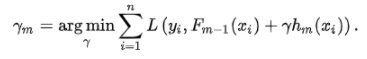 γ_m = arg min_γ ∑_{i=1}^{n} L (y_i, F_{m−1}(x_i) + γh_m(x_i)) .